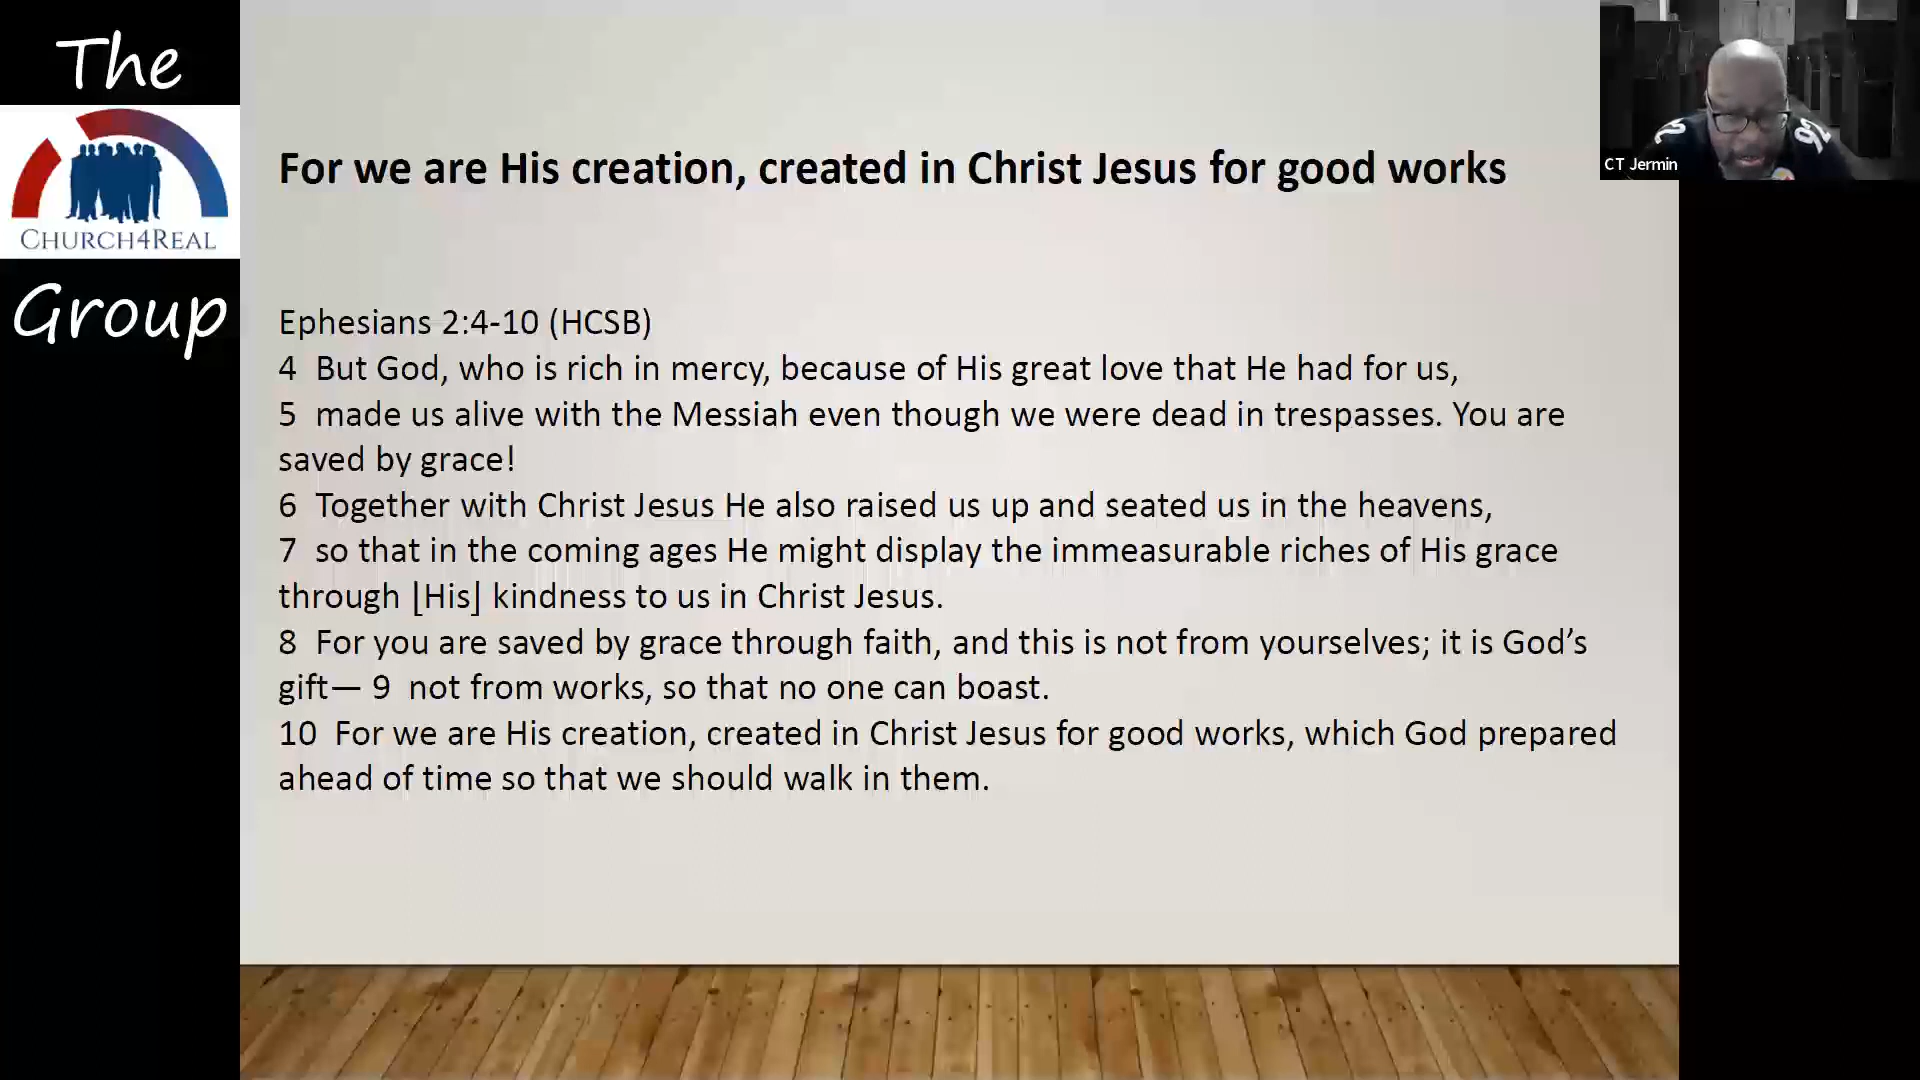 The
CHURCH4REAL
Group
For we are His creation, created in Christ Jesus for good works
Ephesians 2:4-10 (HCSB)
4 But God, who is rich in mercy, because of His great love that He had for us,
5 made us alive with the Messiah even though we were dead in trespasses. You are
saved by grace!
6 Together with Christ Jesus He also raised us up and seated us in the heavens,
7 so that in the coming ages He might display the immeasurable riches of His grace
through ⌊His⌋ kindness to us in Christ Jesus.
8 For you are saved by grace through faith, and this is not from yourselves; it is God’s
gift— 9 not from works, so that no one can boast.
10 For we are His creation, created in Christ Jesus for good works, which God prepared
ahead of time so that we should walk in them.
CT Jermin
92